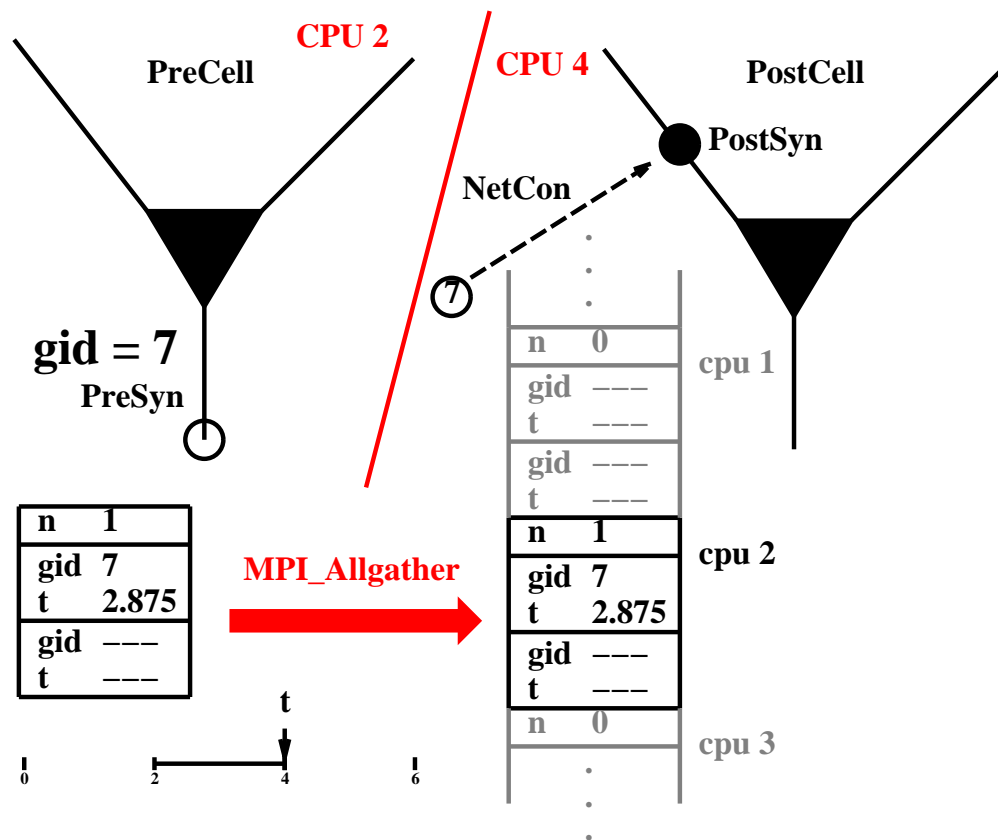 CPU 2
CPU 4
PreCell
PostCell
PostSyn
NetCon
7
gid = 7
PreSyn
n 0
cpu 1
gid −−−
t −−−
gid −−−
t −−−
n 1
gid 7
t 2.875
gid −−−
t −−−
MPI_Allgather
n 1
cpu 2
gid 7
t 2.875
gid −−−
t −−−
n 0
cpu 3
t
0 2 4 6